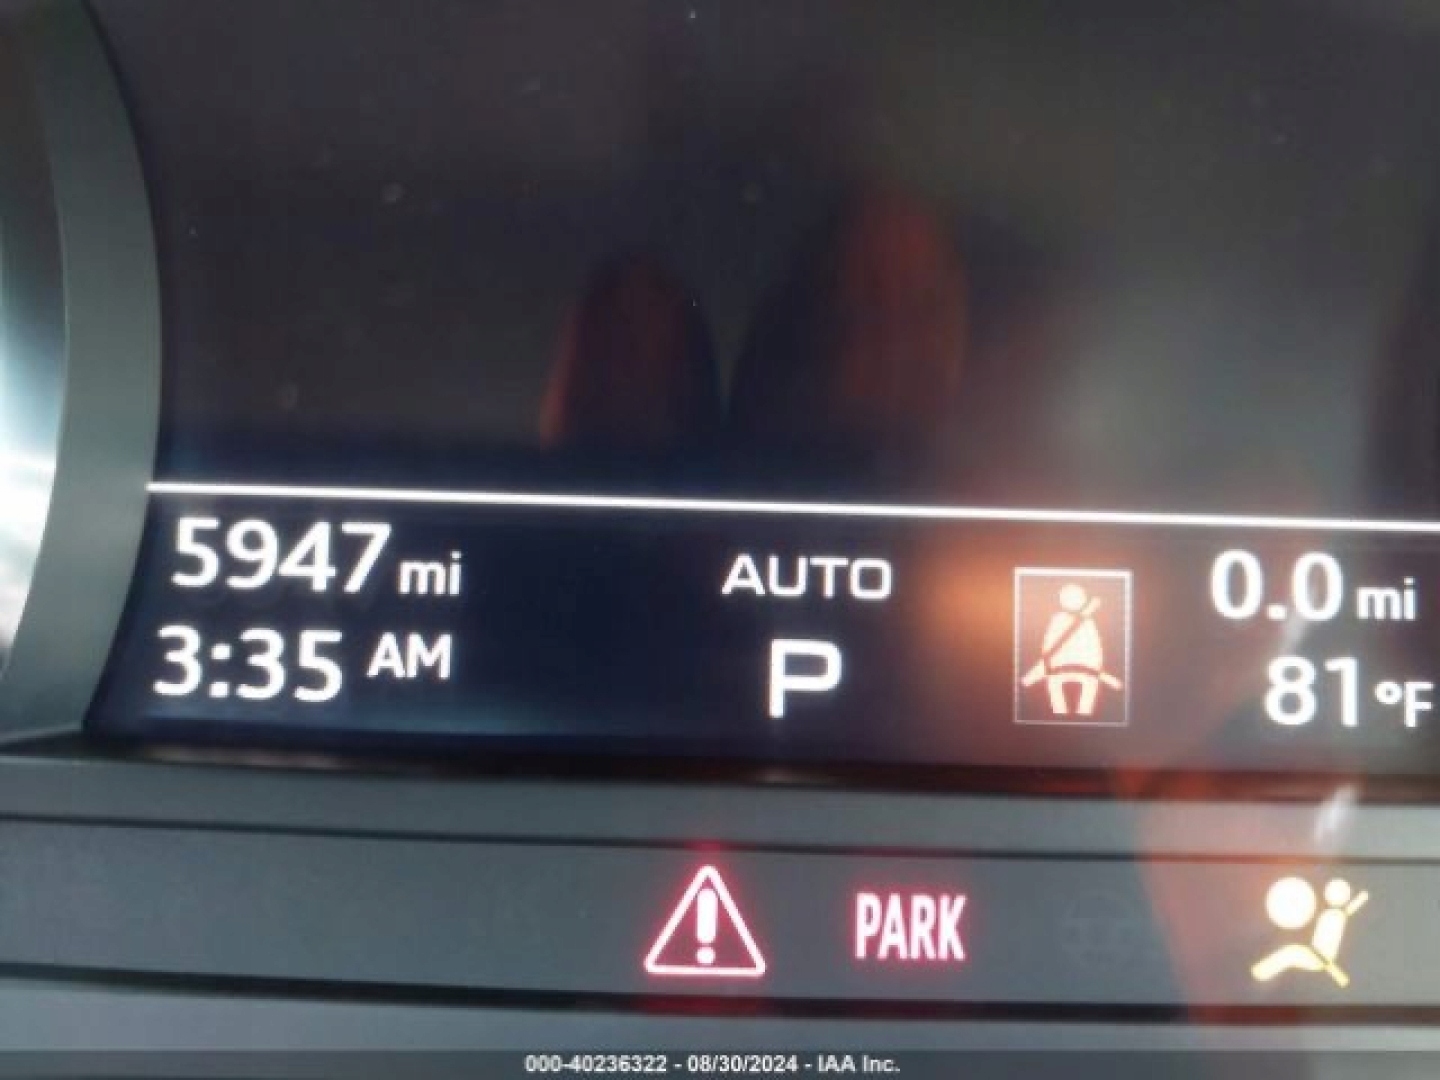 5947 mi
AUTO
0.0 mi
3:35 AM
P
81 °F
PARK
000-40236322 - 08/30/2024 - IAA Inc.